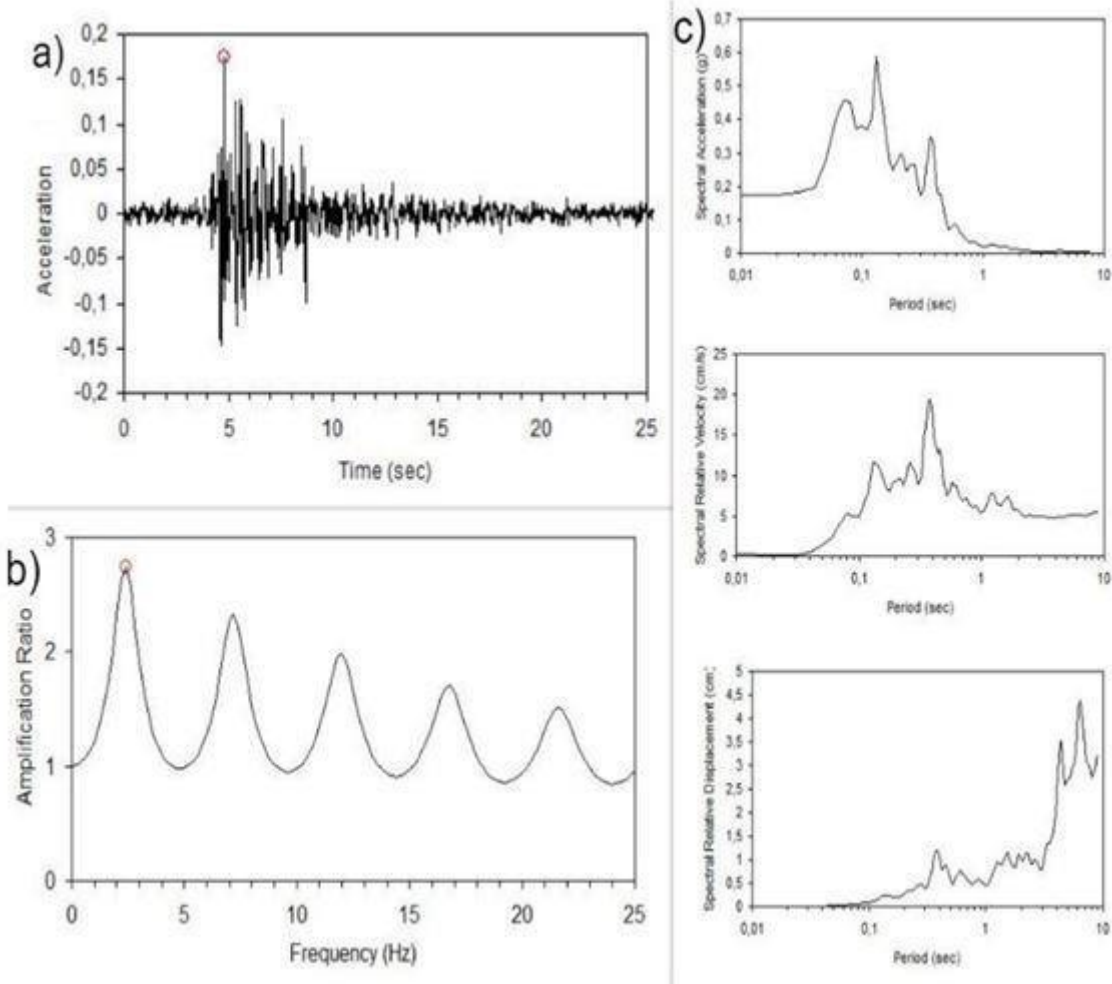 a)
0,2
0,15
0,1
0,05
0
-0,05
-0,1
-0,15
-0,2
Acceleration
0 5 10 15 20 25
Time (sec)
b)
3
2
1
0
Amplification Ratio
0 5 10 15 20 25
Frequency (Hz)
c)
0,7
0,6
0,5
0,4
0,3
0,2
0,1
0
Spectral Acceleration (g)
0,01 0,1 1 10
Period (sec)
25
20
15
10
5
0
Spectral Relative Velocity (cm/s)
0,01 0,1 1 10
Period (sec)
5
4,5
4
3,5
3
2,5
2
1,5
1
0,5
0
Spectral Relative Displacement (cm
0,01 0,1 1 10
Period (sec)